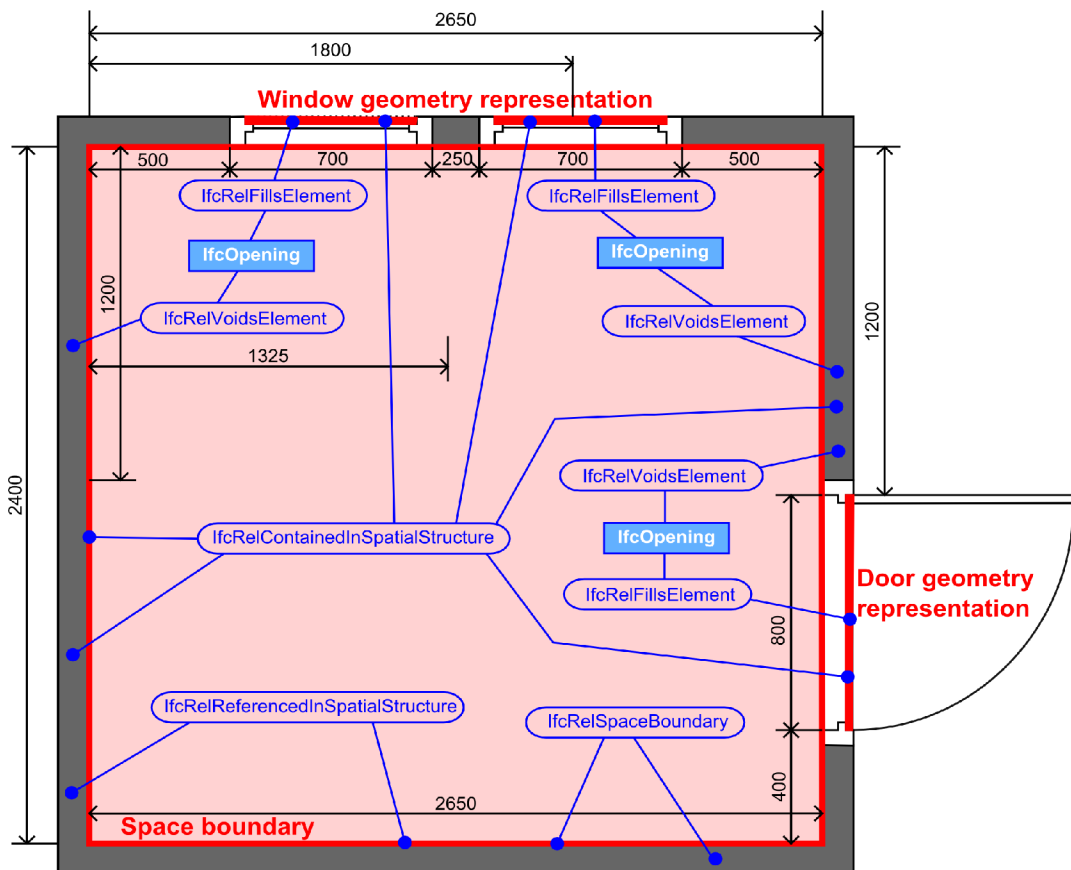 2650
1800
Window geometry representation
500
700
250
700
500
IfcRelFillsElement
IfcRelFillsElement
IfcOpening
IfcOpening
1200
IfcRelVoidsElement
IfcRelVoidsElement
1200
1325
IfcRelVoidsElement
2400
IfcRelContainedInSpatialStructure
IfcOpening
Door geometry
representation
IfcRelFillsElement
800
IfcRelReferencedInSpatialStructure
IfcRelSpaceBoundary
400
2650
Space boundary